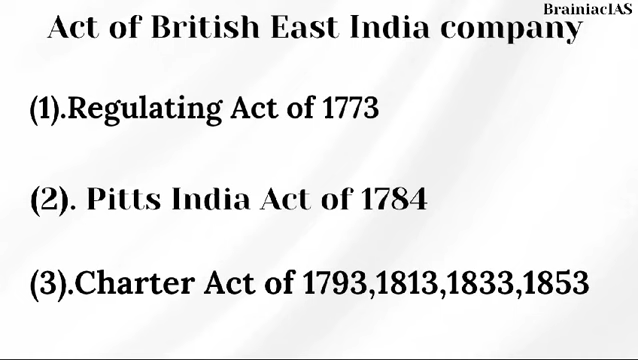 BrainiacIAS
Act of British East India company
(1).Regulating Act of 1773
(2). Pitts India Act of 1784
(3).Charter Act of 1793,1813,1833,1853